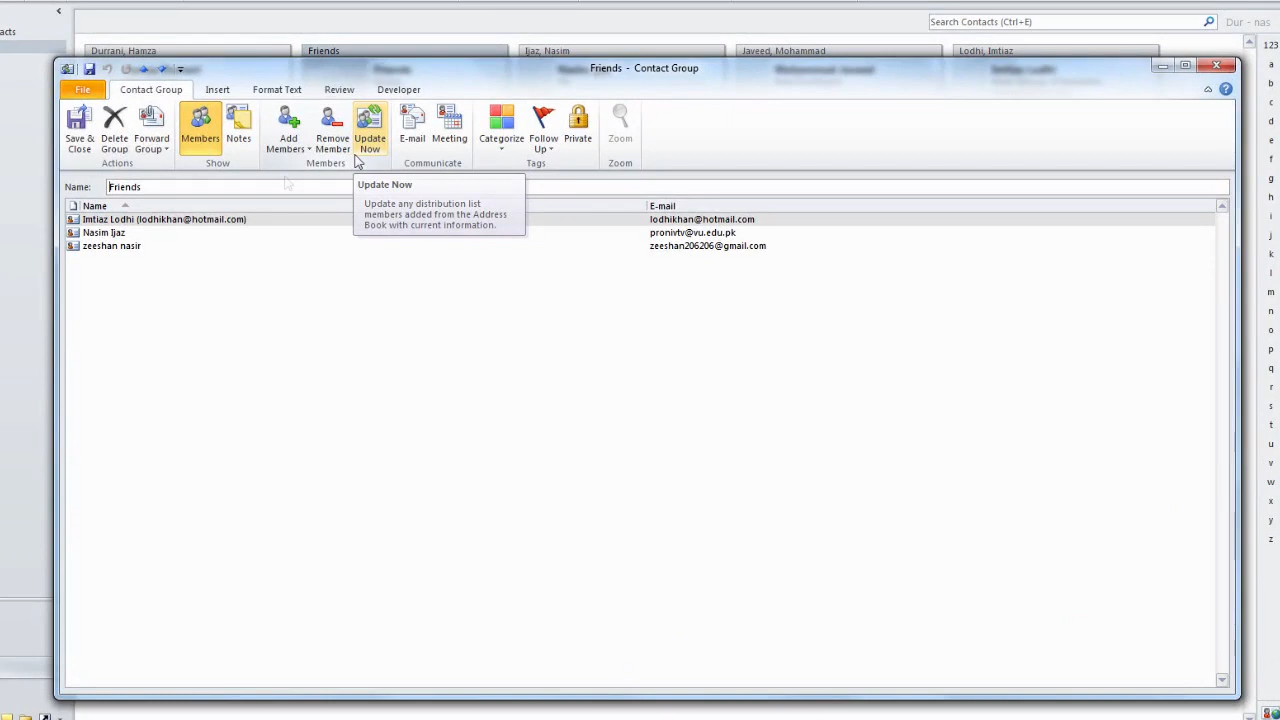 acts
Search Contacts (Ctrl+E)
Dur - nas
Durrani, Hamza
Friends
Ijaz, Nasim
Javeed, Mohammad
Lodhi, Imtiaz
123
Friends - Contact Group
File
Contact Group
Insert
Format Text
Review
Developer
Save & Close
Delete Group
Forward Group
Members
Notes
Add Members
Remove Member
Update Now
E-mail
Meeting
Categorize
Follow Up
Private
Zoom
Actions
Show
Members
Communicate
Tags
Zoom
Name: Friends
Update Now
Update any distribution list
members added from the Address
Book with current information.
Name
E-mail
Imtiaz Lodhi (lodhikhan@hotmail.com)
lodhikhan@hotmail.com
Nasim Ijaz
pronivtv@vu.edu.pk
zeeshan nasir
zeeshan206206@gmail.com
a
b
c
d
e
f
g
h
i
j
k
l
m
n
o
p
q
r
s
t
u
v
w
x
y
z